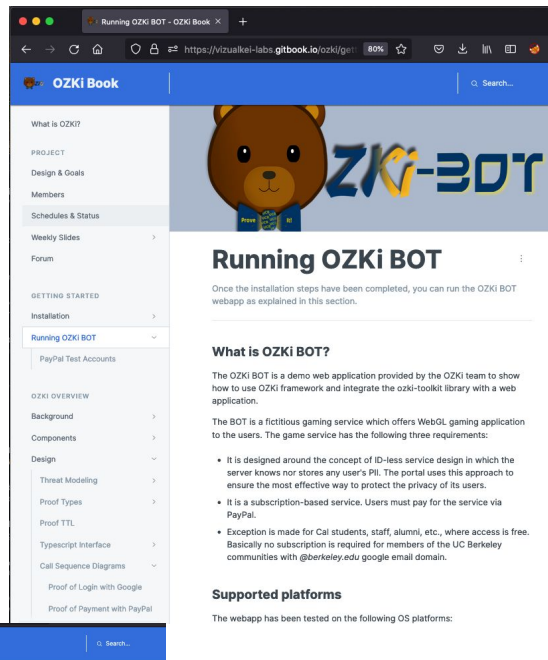 Running OZKi BOT - OZKi Book
https://vizualkei-labs.gitbook.io/ozki/get
80%
OZKi Book
Search...
What is OZKi?
PROJECT
Design & Goals
Members
Schedules & Status
Weekly Slides
Forum
GETTING STARTED
Installation
Running OZKi BOT
PayPal Test Accounts
OZKI OVERVIEW
Background
Components
Design
Threat Modeling
Proof Types
Proof TTL
Typescript Interface
Call Sequence Diagrams
Proof of Login with Google
Proof of Payment with PayPal
ZKi-BOT
Prove It!
Running OZKi BOT
Once the installation steps have been completed, you can run the OZKi BOT
webapp as explained in this section.
What is OZKi BOT?
The OZKi BOT is a demo web application provided by the OZKi team to show
how to use OZKi framework and integrate the ozki-toolkit library with a web
application.
The BOT is a fictitious gaming service which offers WebGL gaming application
to the users. The game service has the following three requirements:
• It is designed around the concept of ID-less service design in which the
server knows nor stores any user's PII. The portal uses this approach to
ensure the most effective way to protect the privacy of its users.
• It is a subscription-based service. Users must pay for the service via
PayPal.
• Exception is made for Cal students, staff, alumni, etc., where access is free.
Basically no subscription is required for members of the UC Berkeley
communities with @berkeley.edu google email domain.
Supported platforms
The webapp has been tested on the following OS platforms:
Search...